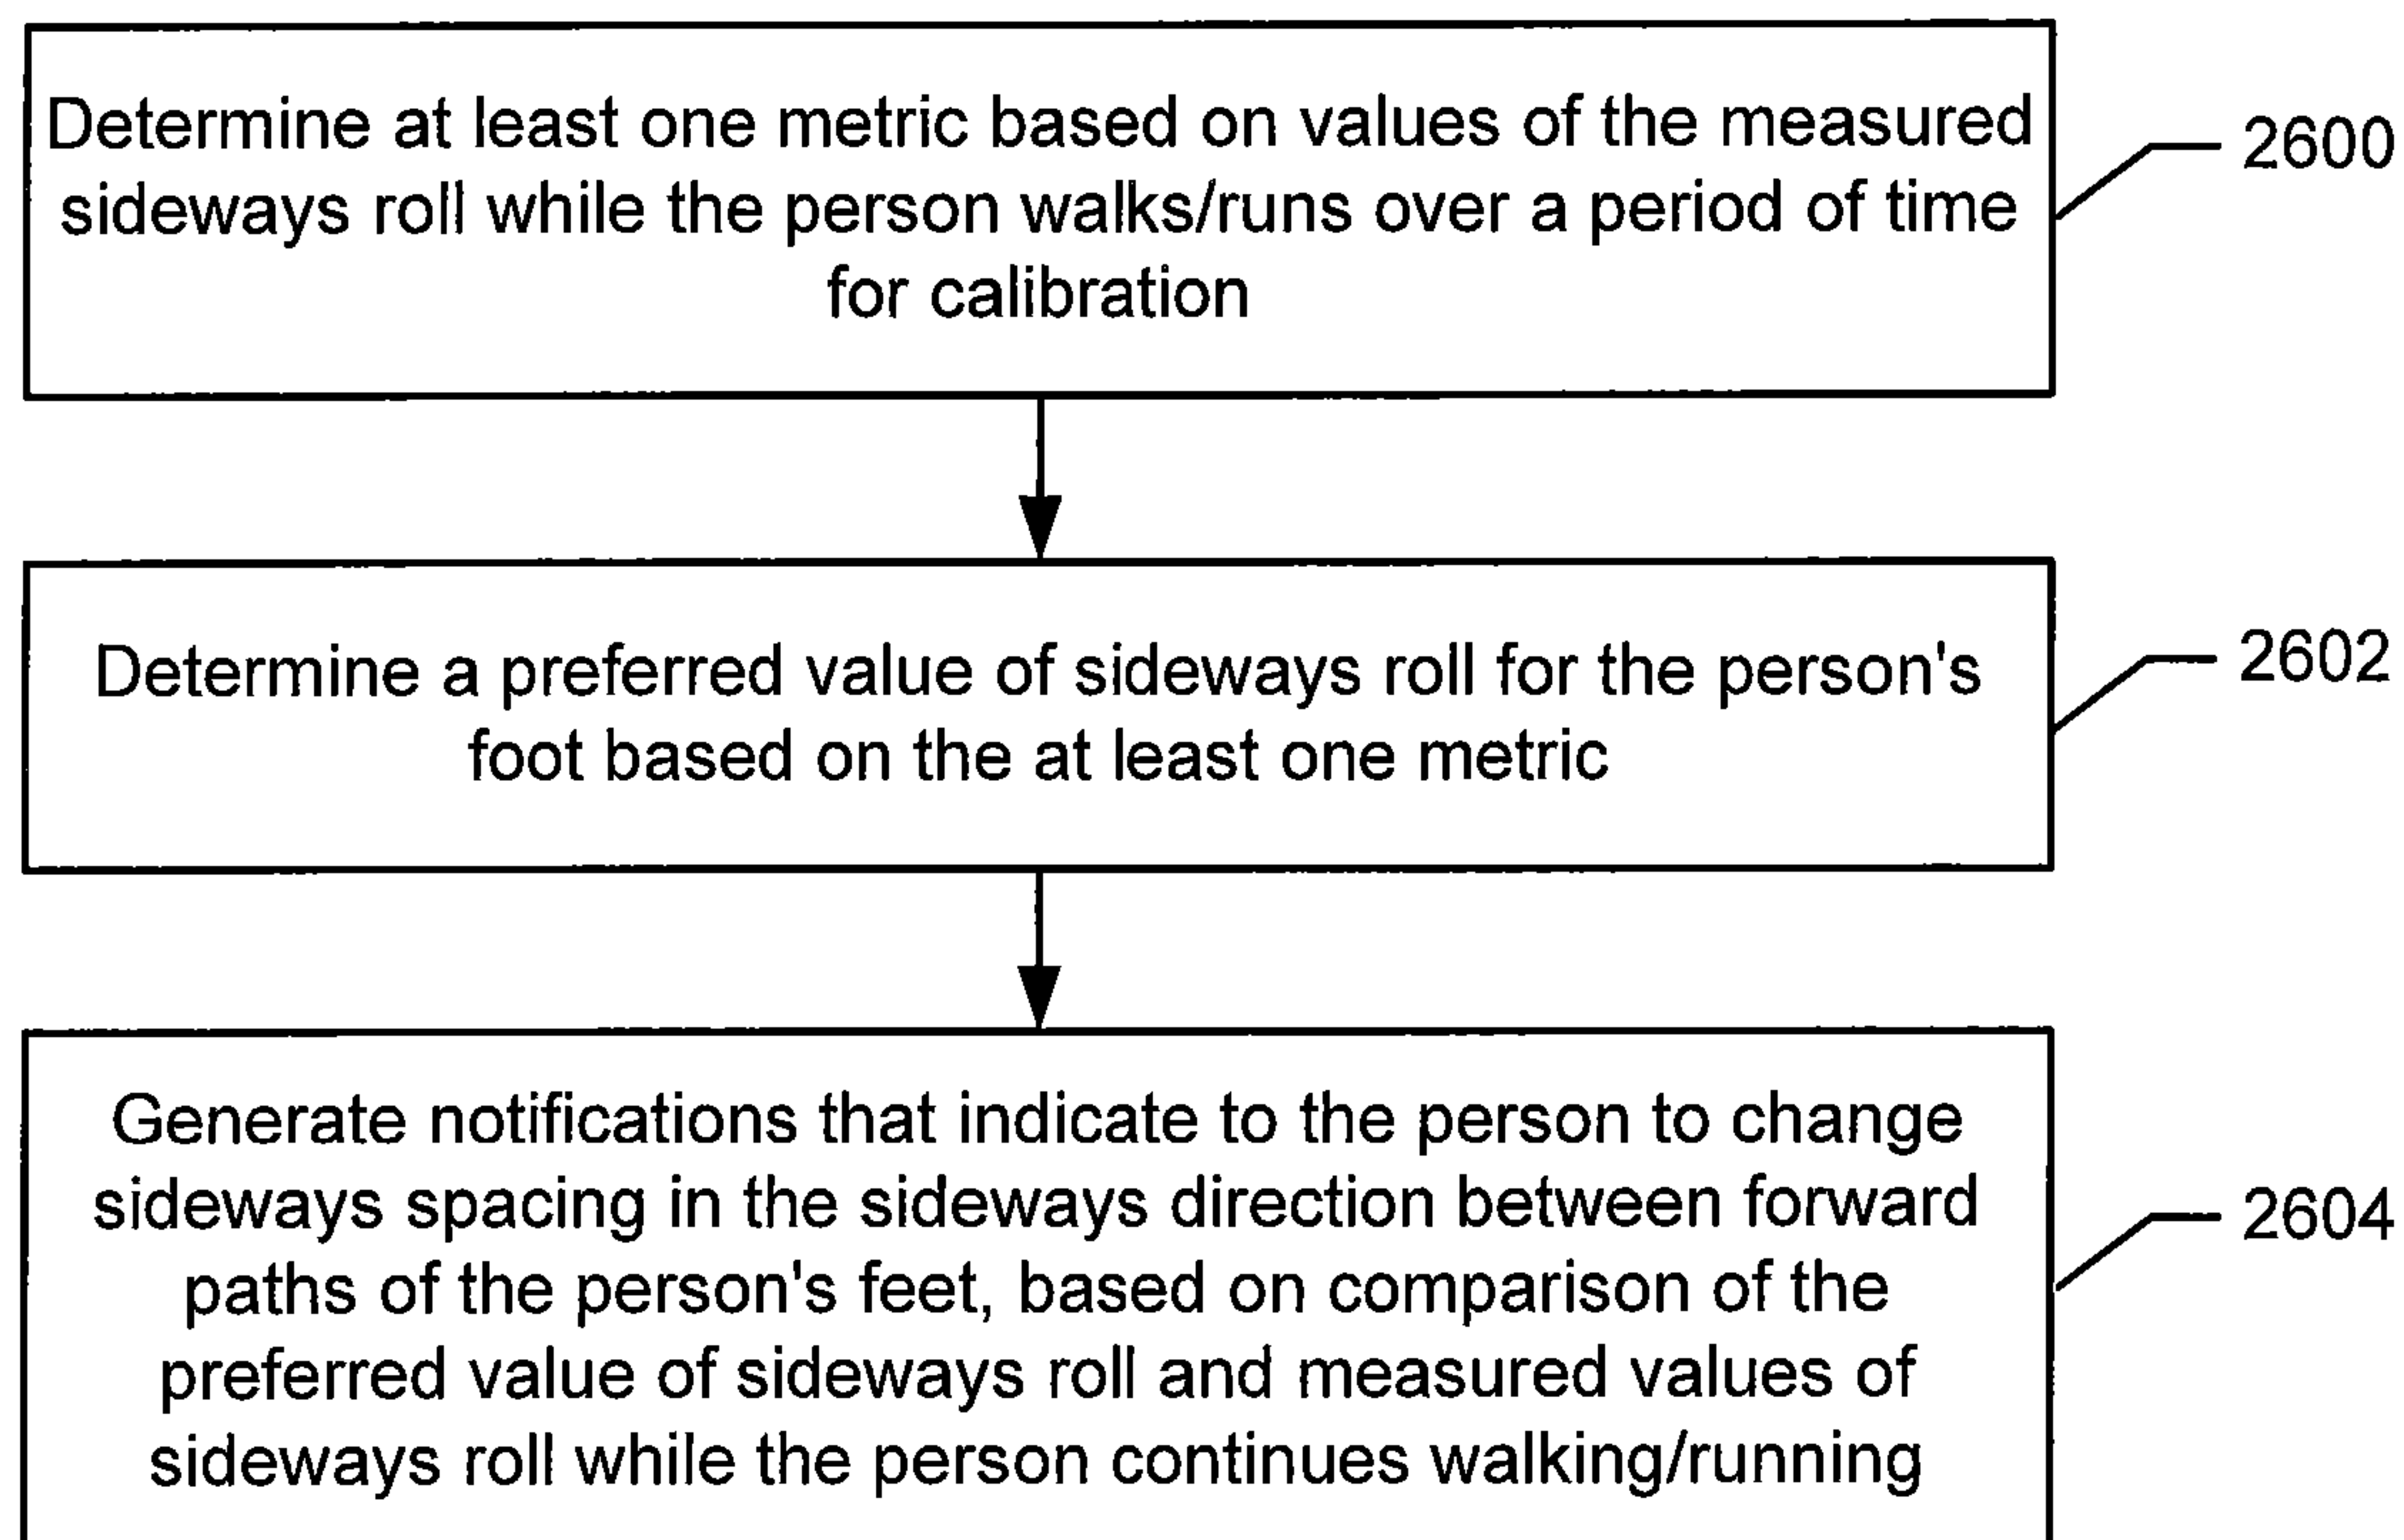 Determine at least one metric based on values of the measured
sideways roll while the person walks/runs over a period of time
for calibration
2600
Determine a preferred value of sideways roll for the person's
foot based on the at least one metric
2602
Generate notifications that indicate to the person to change
sideways spacing in the sideways direction between forward
paths of the person's feet, based on comparison of the
preferred value of sideways roll and measured values of
sideways roll while the person continues walking/running
2604